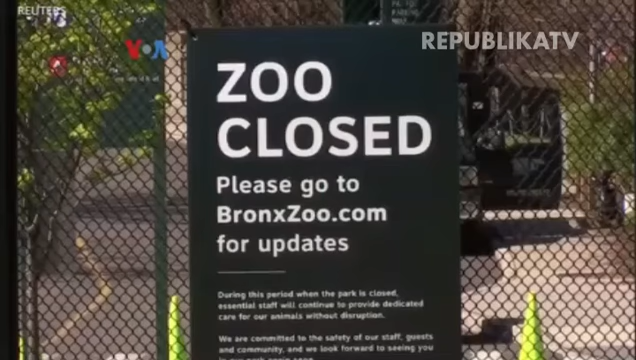 REUTERS
VOA
REPUBLIKATV
ZOO
CLOSED
Please go to
BronxZoo.com
for updates
During this period when the park is closed,
essential staff will continue to provide dedicated
care for our animals without disruption.
We are committed to the safety of our staff, guests
and community, and we look forward to seeing you